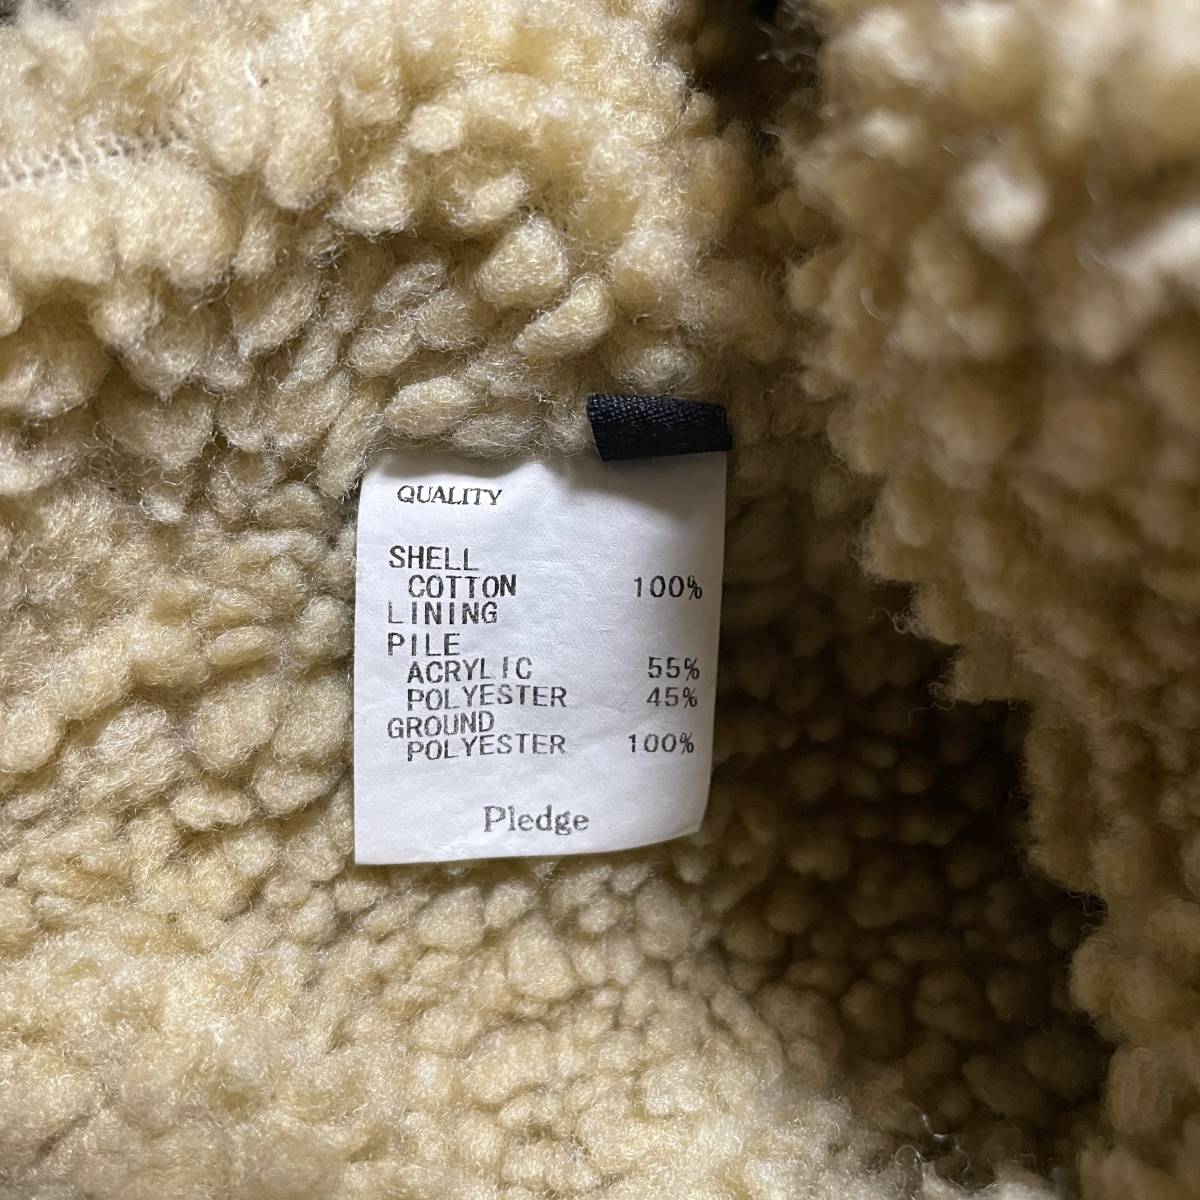 QUALITY
SHELL
COTTON 100%
LINING
PILE
ACRYLIC 55%
POLYESTER 45%
GROUND
POLYESTER 100%
Pledge